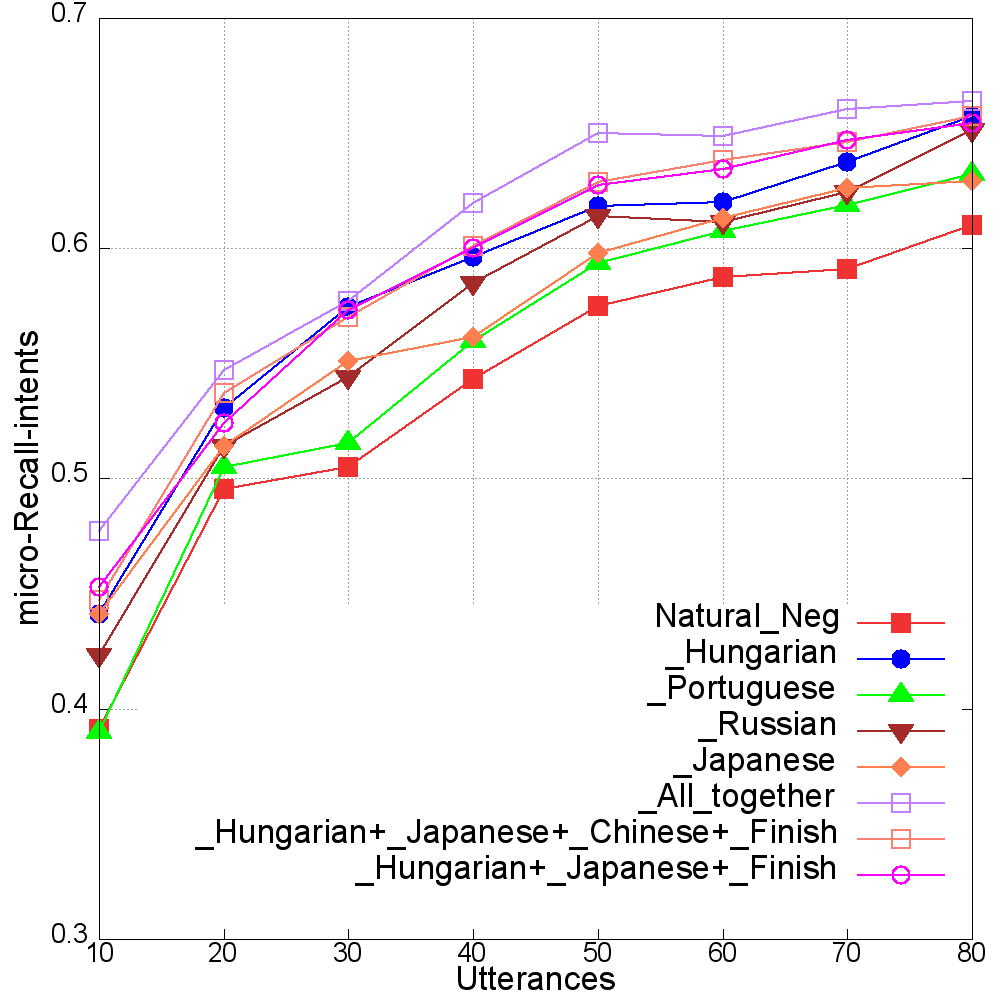 0.7
0.6
0.5
0.4
0.3
micro-Recall-intents
Natural_Neg
_Hungarian
_Portuguese
_Russian
_Japanese
_All_together
_Hungarian+_Japanese+_Chinese+_Finish
_Hungarian+_Japanese+_Finish
10 20 30 40 50 60 70 80
Utterances